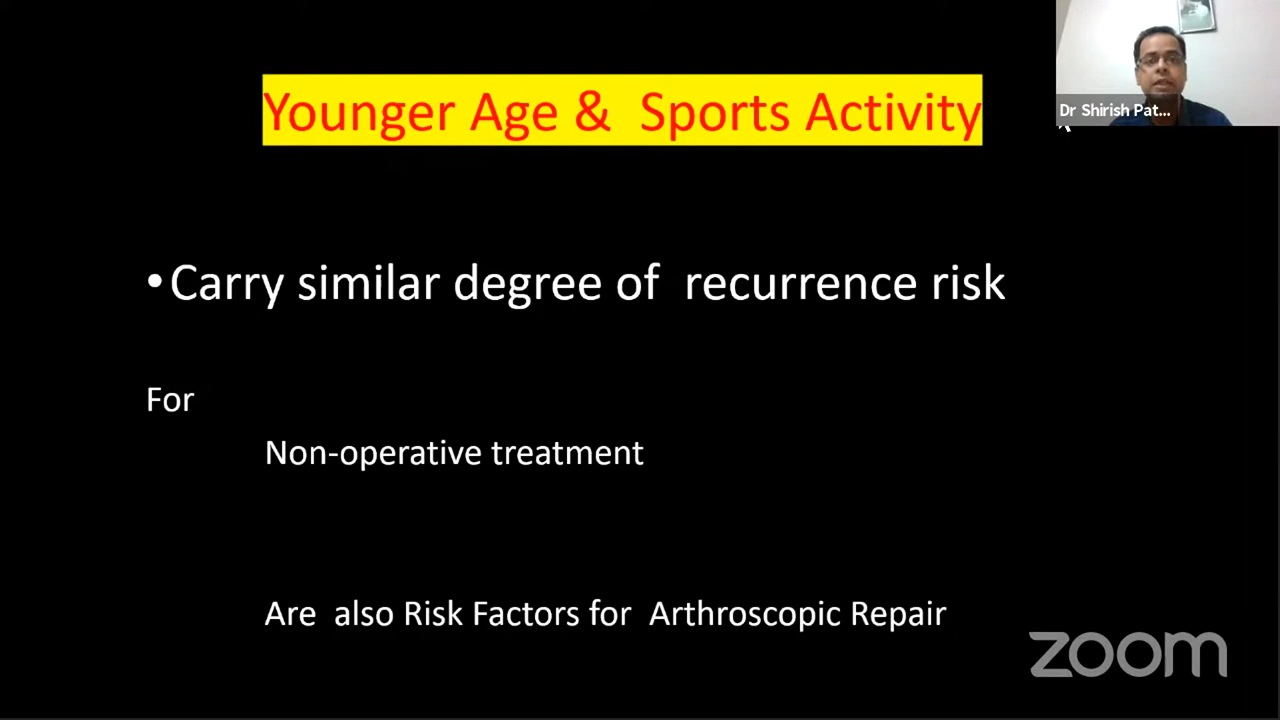 Younger Age & Sports Activity
Dr Shirish Pat...
•Carry similar degree of recurrence risk
For
Non-operative treatment
Are also Risk Factors for Arthroscopic Repair
zoom